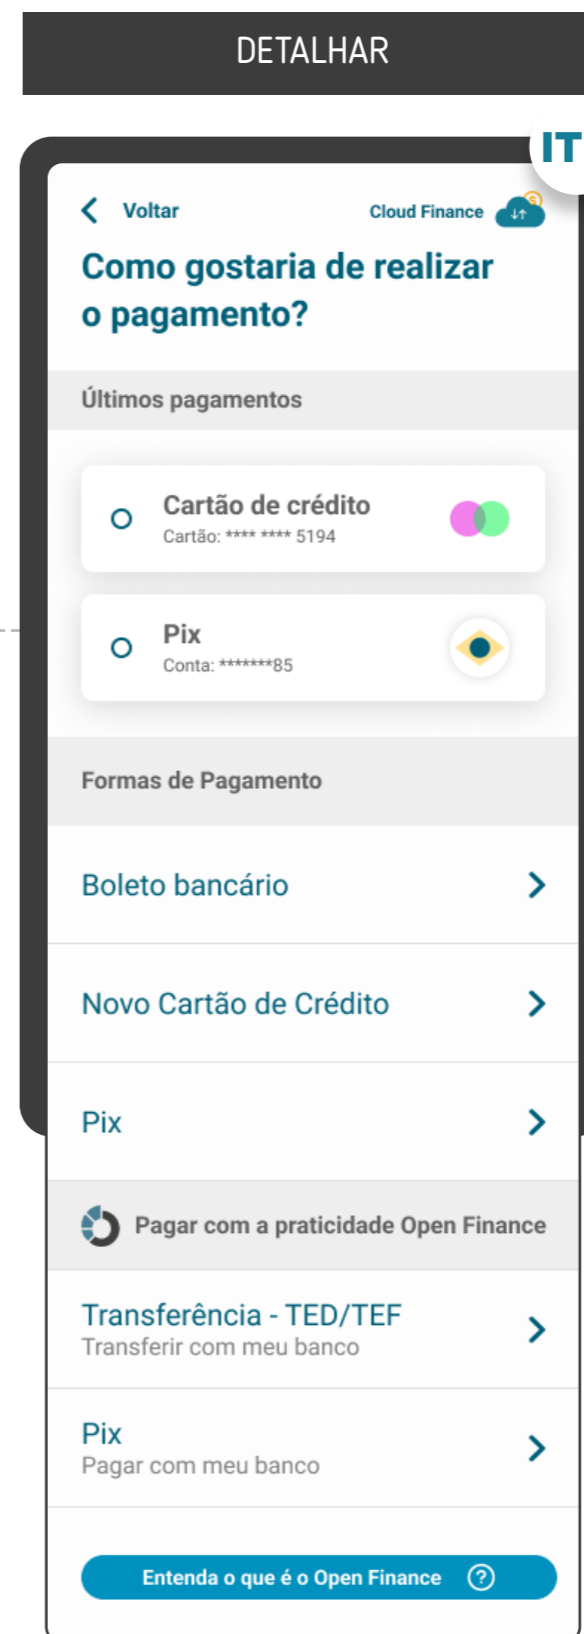 DETALHAR
IT
Voltar
Cloud Finance
Como gostaria de realizar
o pagamento?
Últimos pagamentos
Cartão de crédito
Cartão: **** **** 5194
Pix
Conta: *******85
Formas de Pagamento
Boleto bancário
Novo Cartão de Crédito
Pix
Pagar com a praticidade Open Finance
Transferência - TED/TEF
Transferir com meu banco
Pix
Pagar com meu banco
Entenda o que é o Open Finance ?